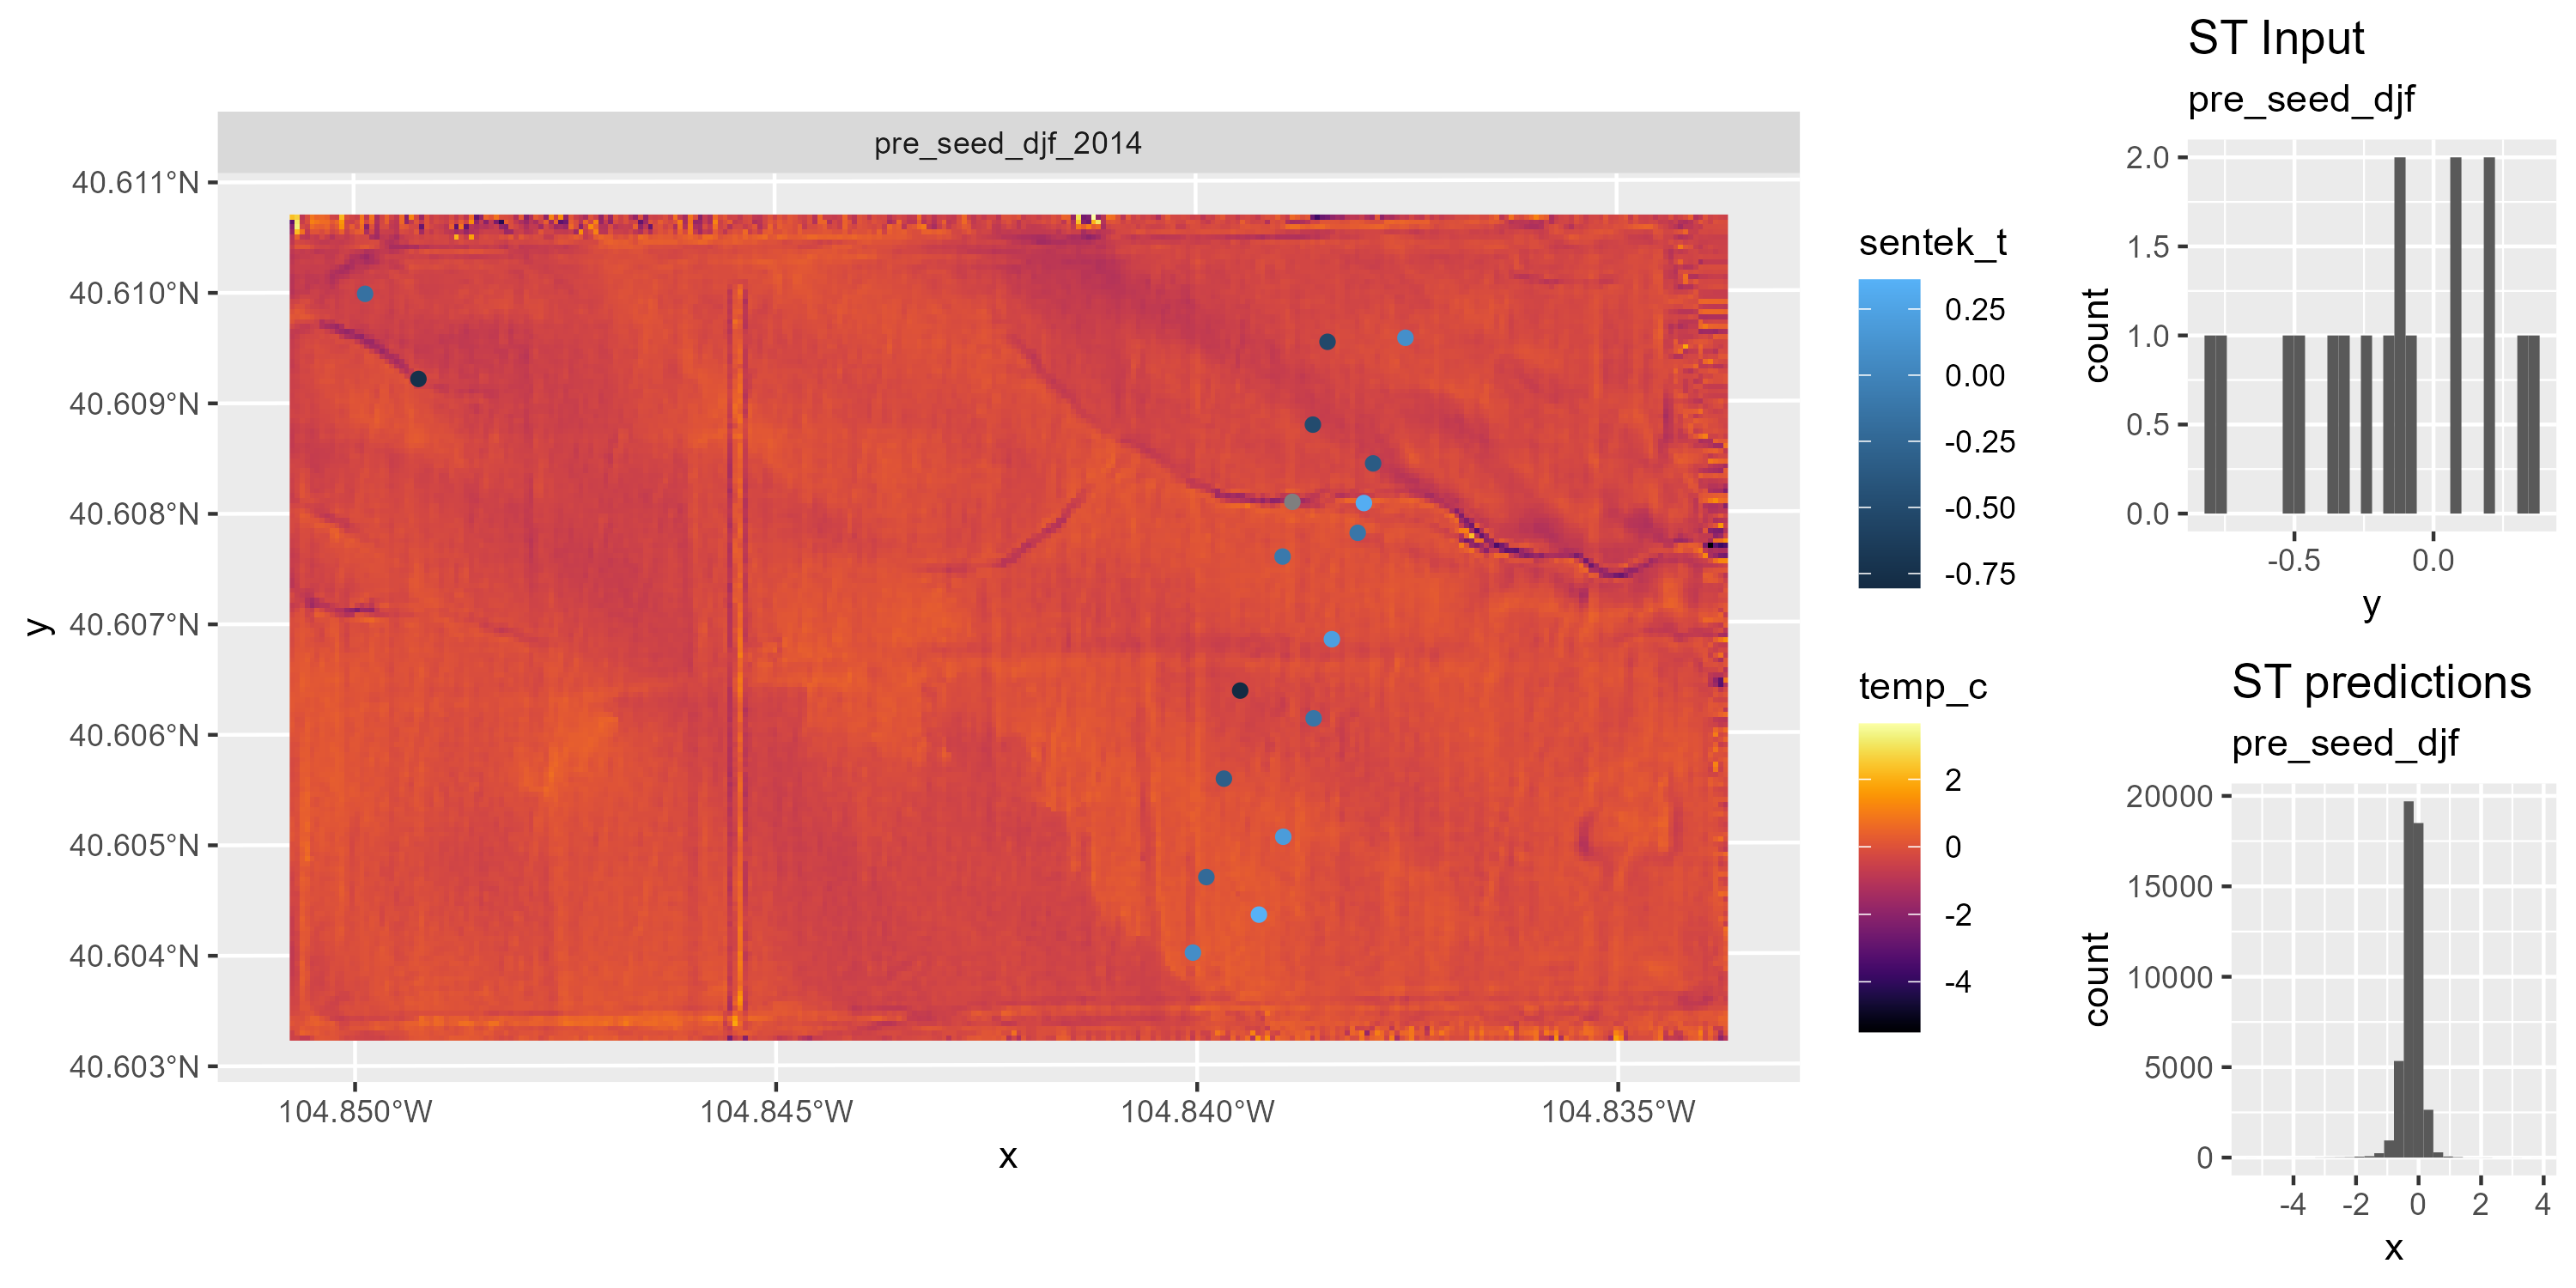 pre_seed_djf_2014
40.611°N
40.610°N
40.609°N
40.608°N
40.607°N
40.606°N
40.605°N
40.604°N
40.603°N
y
104.850°W
104.845°W
104.840°W
104.835°W
x
sentek_t
0.25
0.00
-0.25
-0.50
-0.75
temp_c
2
0
-2
-4
ST Input
pre_seed_djf
2.0
1.5
1.0
0.5
0.0
count
-0.5
0.0
y
ST predictions
pre_seed_djf
20000
15000
10000
5000
0
count
-4
-2
0
2
4
x